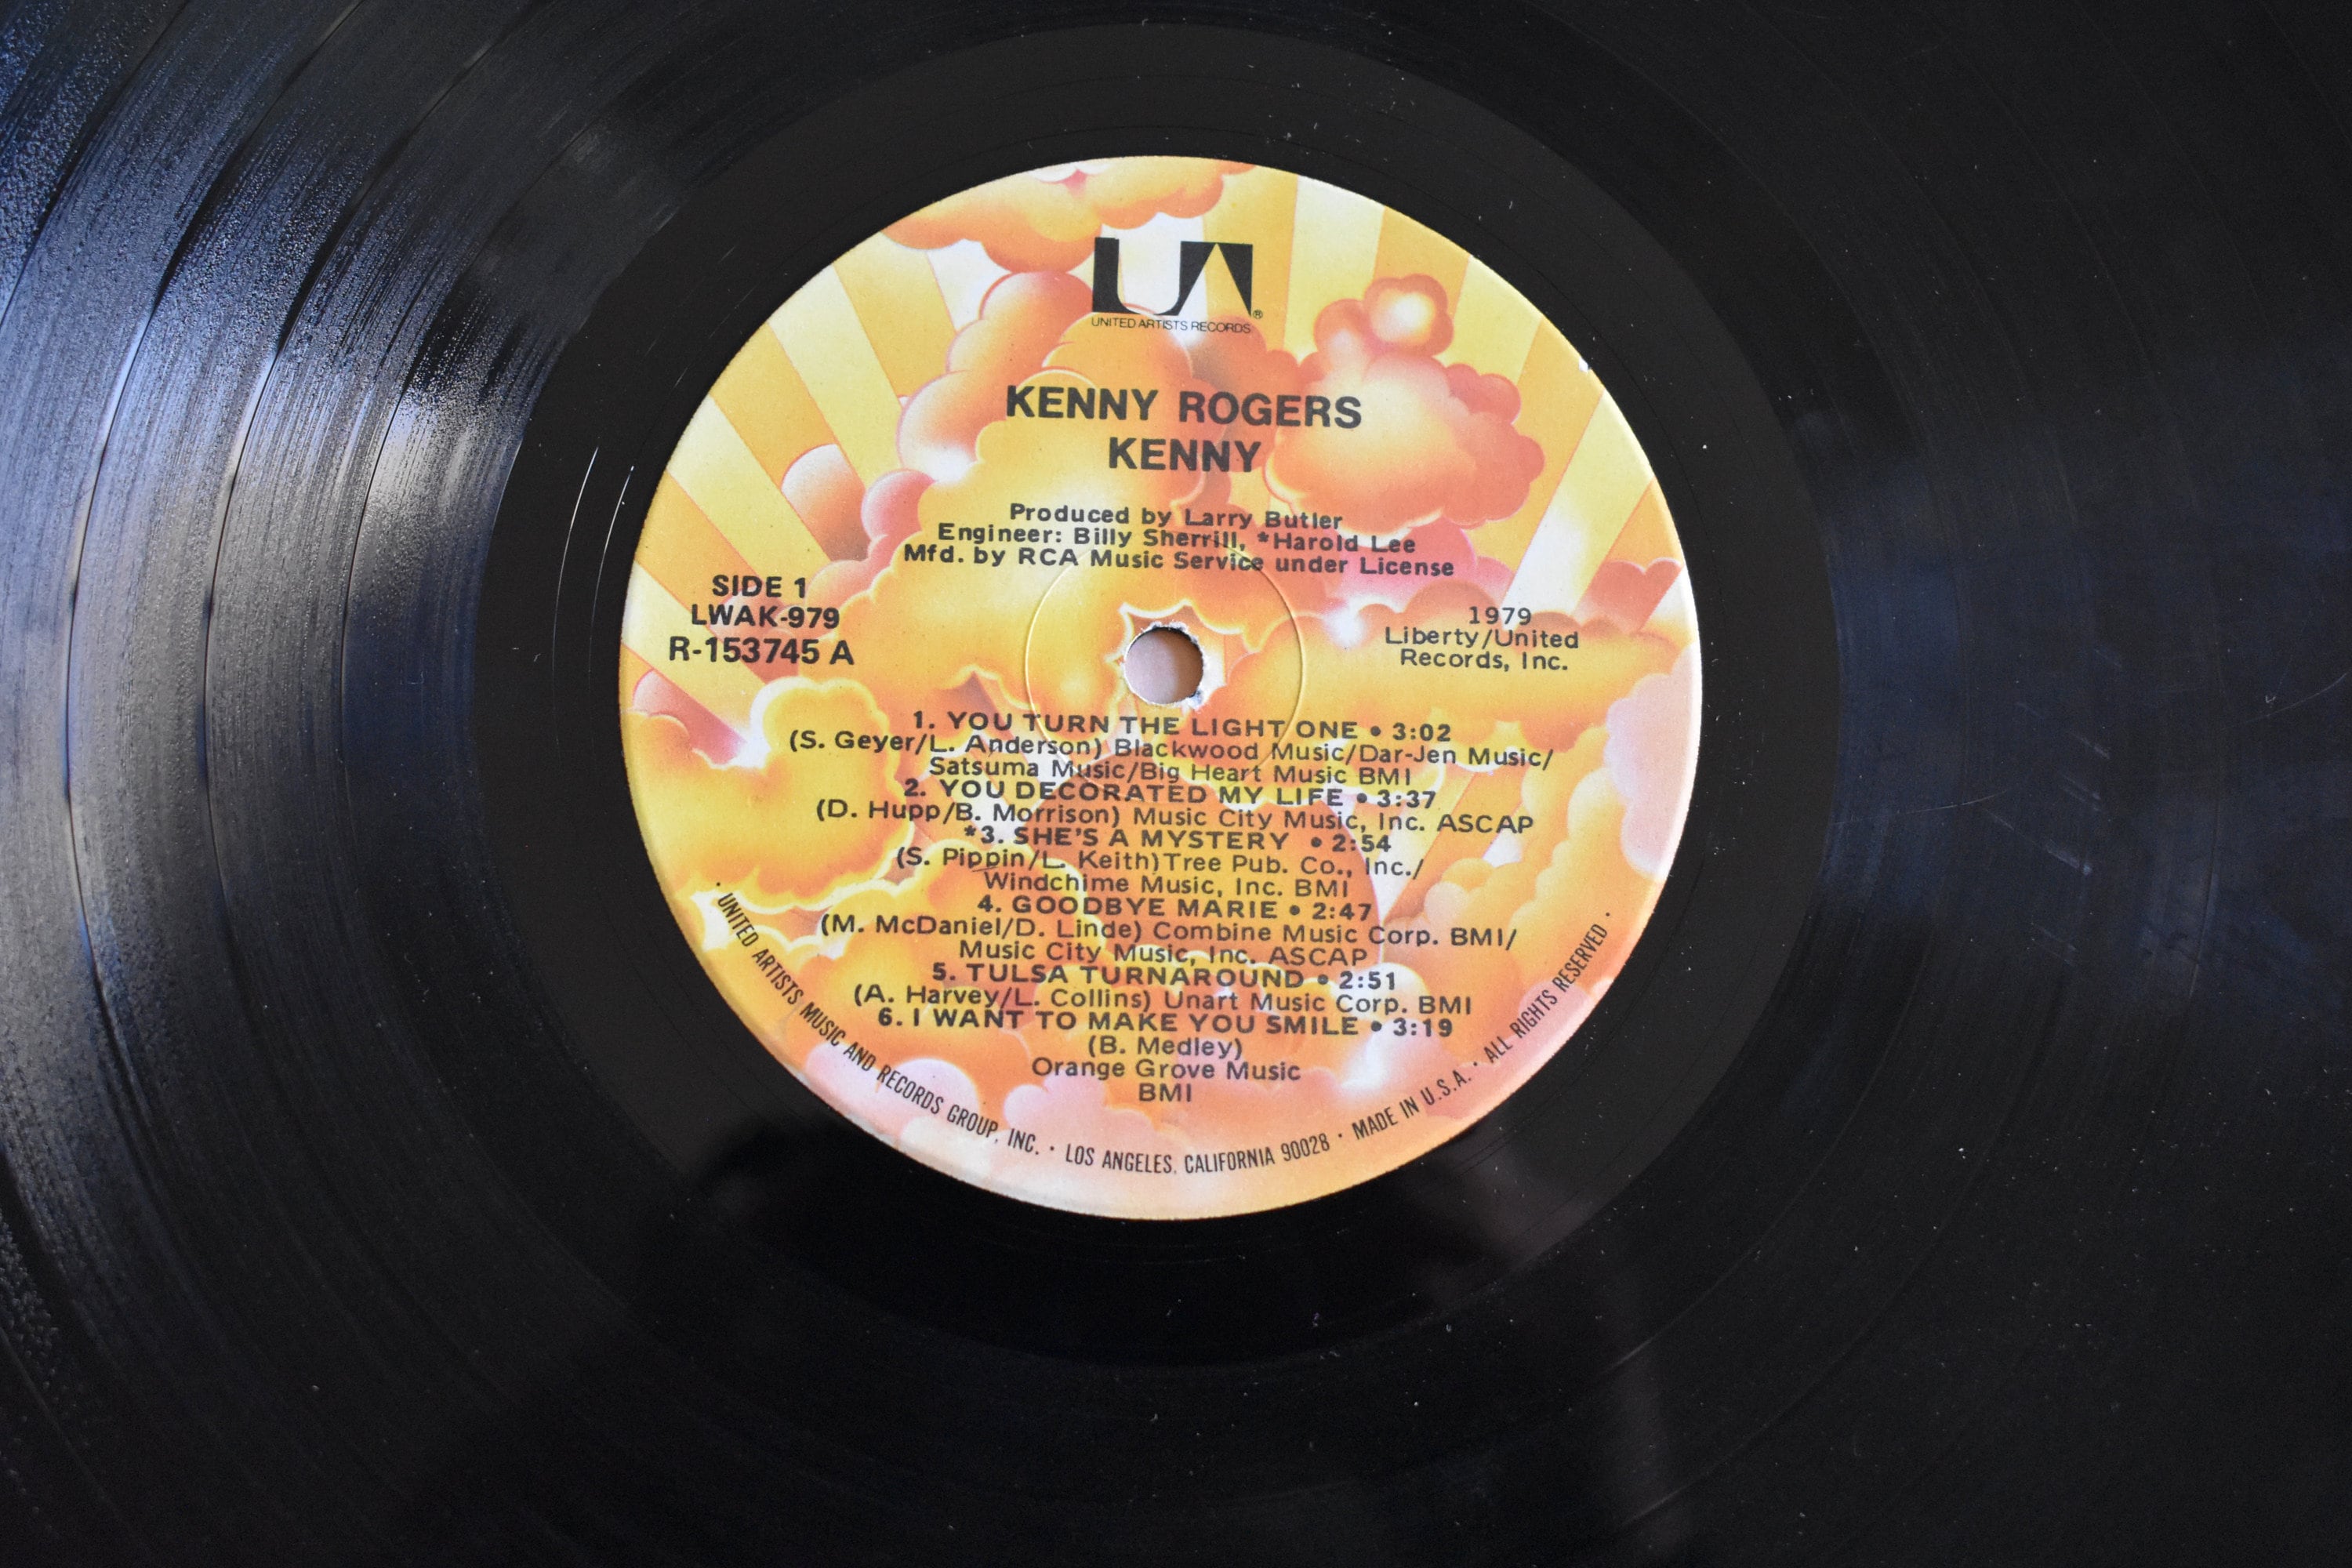 UA®
UNITED ARTISTS RECORDS
KENNY ROGERS
KENNY
Produced by Larry Butler
Engineer: Billy Sherrill, *Harold Lee
Mfd. by RCA Music Service under License
SIDE 1
LWAK-979
R-153745 A
1979
Liberty/United
Records, Inc.
1. YOU TURN THE LIGHT ONE • 3:02
(S. Geyer/L. Anderson) Blackwood Music/Dar-Jen Music/
Satsuma Music/Big Heart Music BMI
2. YOU DECORATED MY LIFE • 3:37
(D. Hupp/B. Morrison) Music City Music, Inc. ASCAP
*3. SHE'S A MYSTERY • 2:54
(S. Pippin/L. Keith)Tree Pub. Co., Inc./
Windchime Music, Inc. BMI
4. GOODBYE MARIE • 2:47
(M. McDaniel/D. Linde) Combine Music Corp. BMI/
Music City Music, Inc. ASCAP
5. TULSA TURNAROUND • 2:51
(A. Harvey/L. Collins) Unart Music Corp. BMI
6. I WANT TO MAKE YOU SMILE • 3:19
(B. Medley)
Orange Grove Music
BMI
· UNITED ARTISTS MUSIC AND RECORDS GROUP, INC. · LOS ANGELES, CALIFORNIA 90028 · MADE IN U.S.A. · ALL RIGHTS RESERVED ·